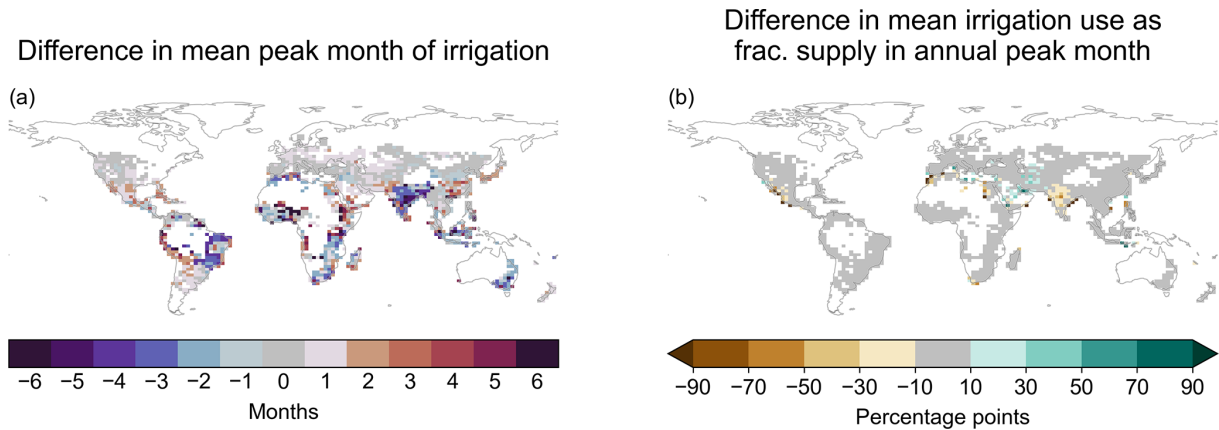 Difference in mean peak month of irrigation
(a)
−6 −5 −4 −3 −2 −1 0 1 2 3 4 5 6
Months
Difference in mean irrigation use as
frac. supply in annual peak month
(b)
−90 −70 −50 −30 −10 10 30 50 70 90
Percentage points